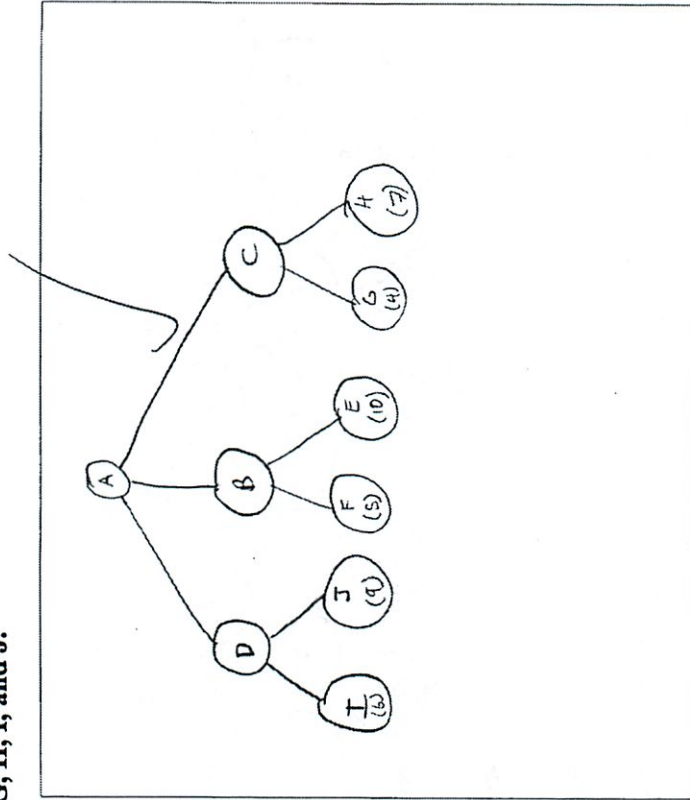 G, H, I, and J.
A
D B C
I J F E G H
(6) (9) (5) (10) (4) (7)